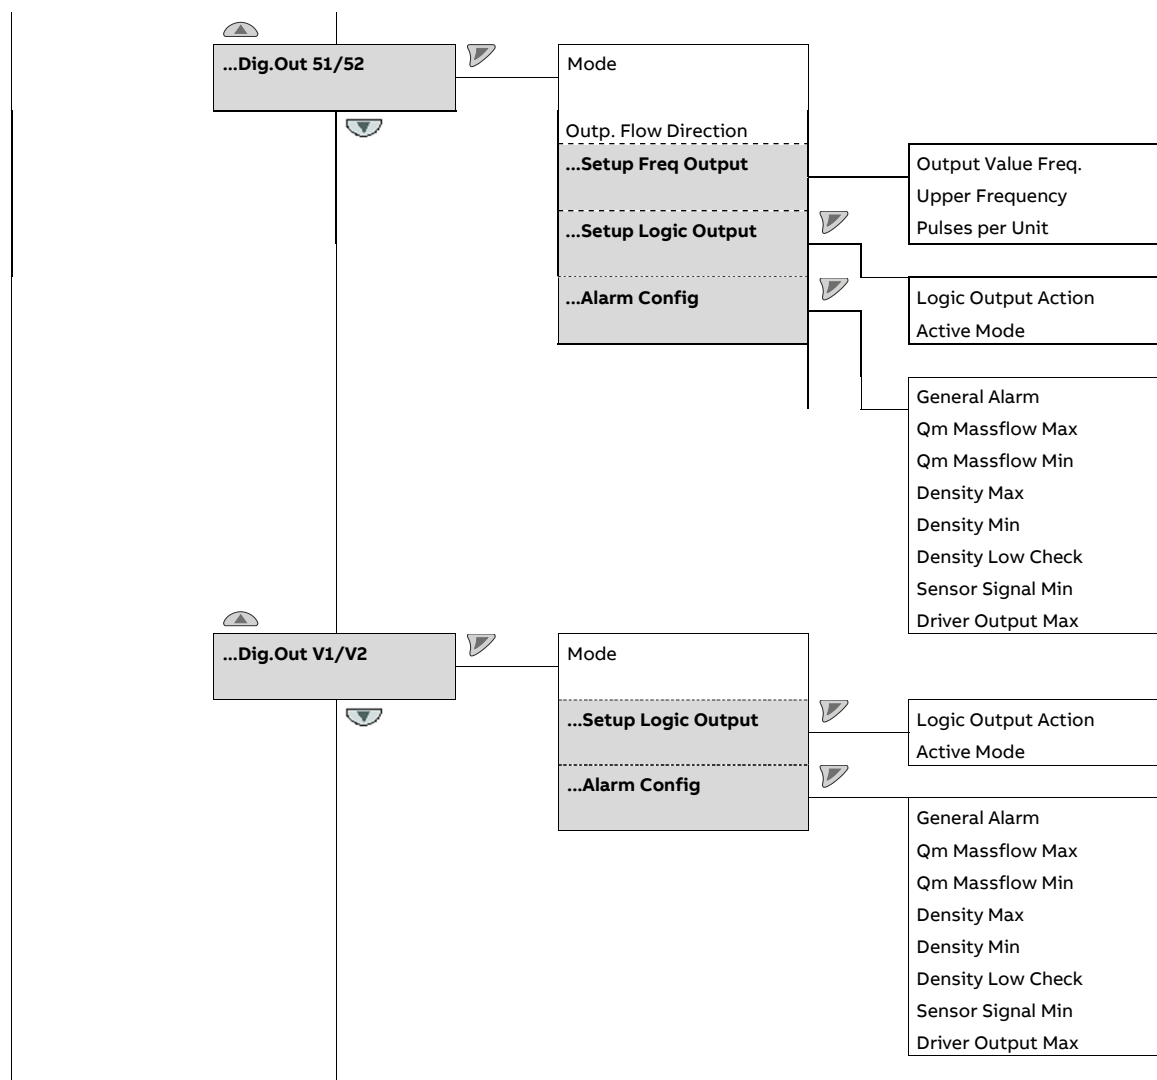 ...Dig.Out 51/52
Mode
Outp. Flow Direction
...Setup Freq Output
...Setup Logic Output
...Alarm Config
Output Value Freq.
Upper Frequency
Pulses per Unit
Logic Output Action
Active Mode
General Alarm
Qm Massflow Max
Qm Massflow Min
Density Max
Density Min
Density Low Check
Sensor Signal Min
Driver Output Max
...Dig.Out V1/V2
Mode
...Setup Logic Output
...Alarm Config
Logic Output Action
Active Mode
General Alarm
Qm Massflow Max
Qm Massflow Min
Density Max
Density Min
Density Low Check
Sensor Signal Min
Driver Output Max